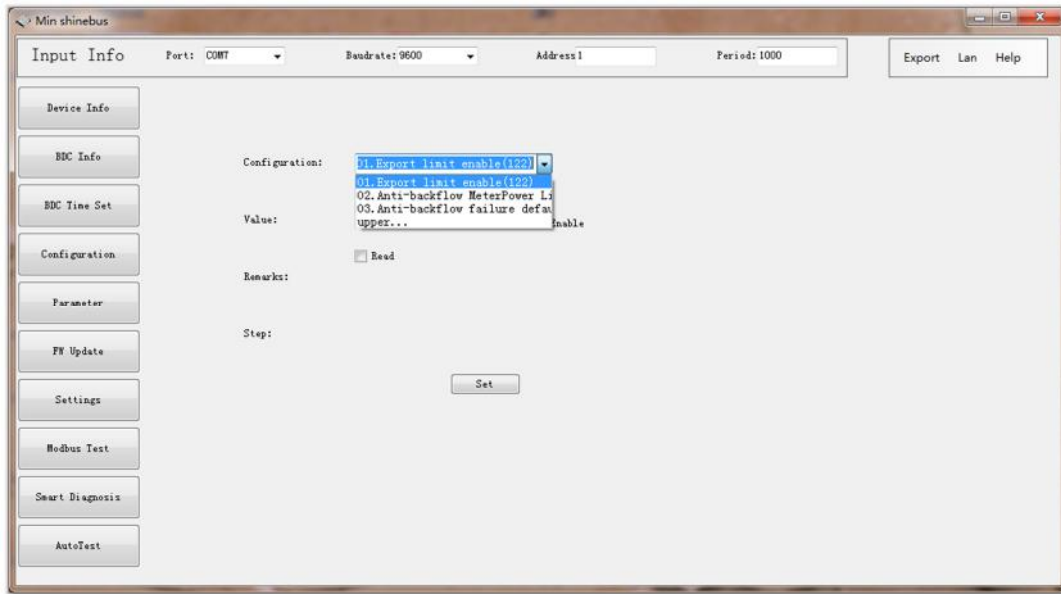 Min shinebus
Input Info Port: COM7 Baudrate: 9600 Address 1 Period: 1000 Export Lan Help
Device Info
BDC Info
BDC Time Set
Configuration
Parameter
FW Update
Settings
Modbus Test
Smart Diagnosis
AutoTest
Configuration: 01.Export limit enable(122)
01.Export limit enable(122)
02.Anti-backflow MeterPower Li
03.Anti-backflow failure defau
upper...
Value: Enable
Read
Remarks:
Step:
Set